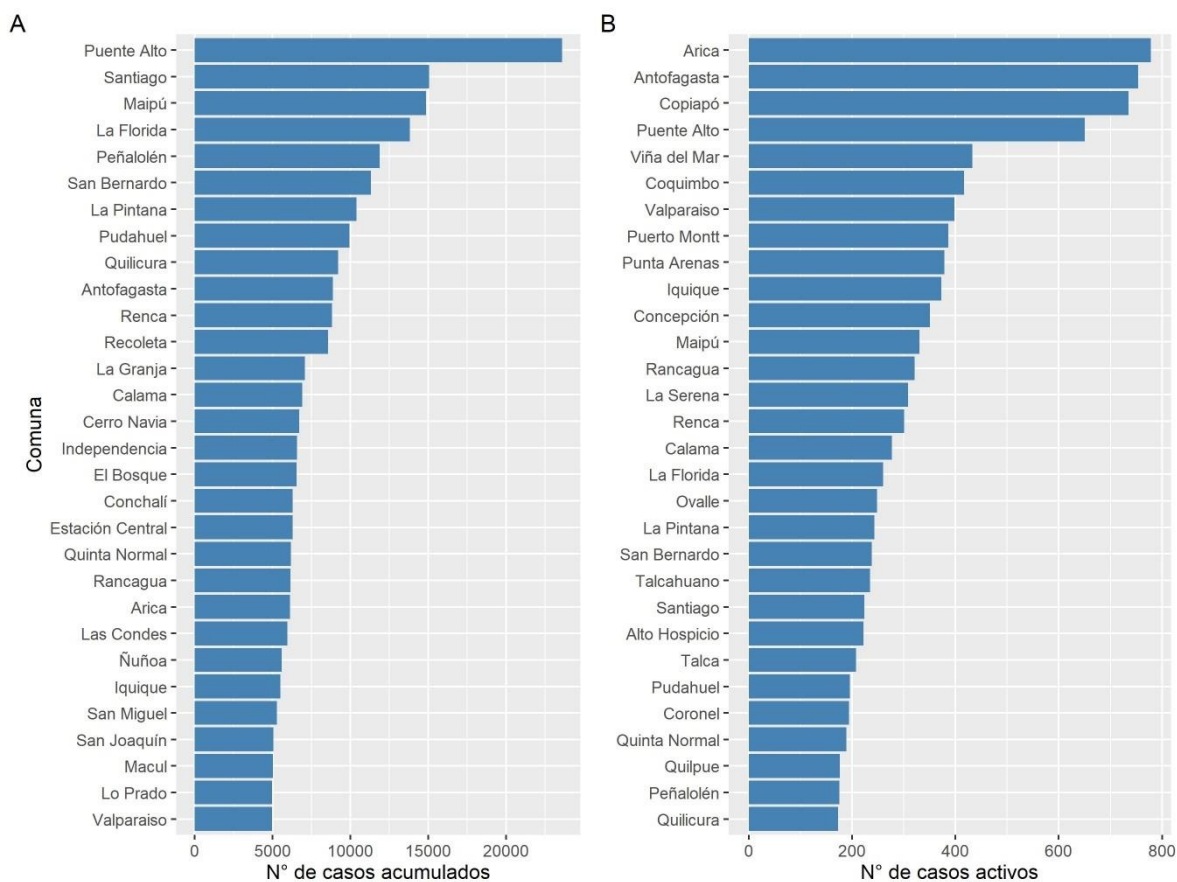 A
Puente Alto
Santiago
Maipú
La Florida
Peñalolén
San Bernardo
La Pintana
Pudahuel
Quilicura
Antofagasta
Renca
Recoleta
La Granja
Calama
Cerro Navia
Independencia
El Bosque
Conchalí
Estación Central
Quinta Normal
Rancagua
Arica
Las Condes
Ñuñoa
Iquique
San Miguel
San Joaquín
Macul
Lo Prado
Valparaiso
Comuna
0 5000 10000 15000 20000
N° de casos acumulados
B
Arica
Antofagasta
Copiapó
Puente Alto
Viña del Mar
Coquimbo
Valparaiso
Puerto Montt
Punta Arenas
Iquique
Concepción
Maipú
Rancagua
La Serena
Renca
Calama
La Florida
Ovalle
La Pintana
San Bernardo
Talcahuano
Santiago
Alto Hospicio
Talca
Pudahuel
Coronel
Quinta Normal
Quilpue
Peñalolén
Quilicura
0 200 400 600 800
N° de casos activos